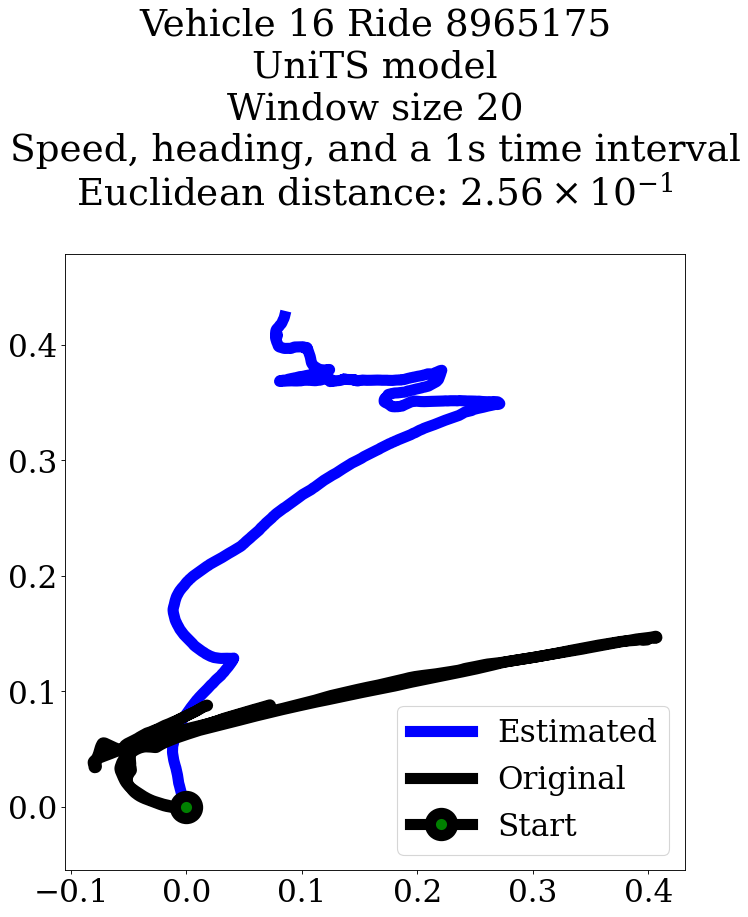 Vehicle 16 Ride 8965175
UniTS model
Window size 20
Speed, heading, and a 1s time interval
Euclidean distance: 2.56 × 10⁻¹
0.4
0.3
0.2
0.1
0.0
Estimated
Original
Start
−0.1 0.0 0.1 0.2 0.3 0.4